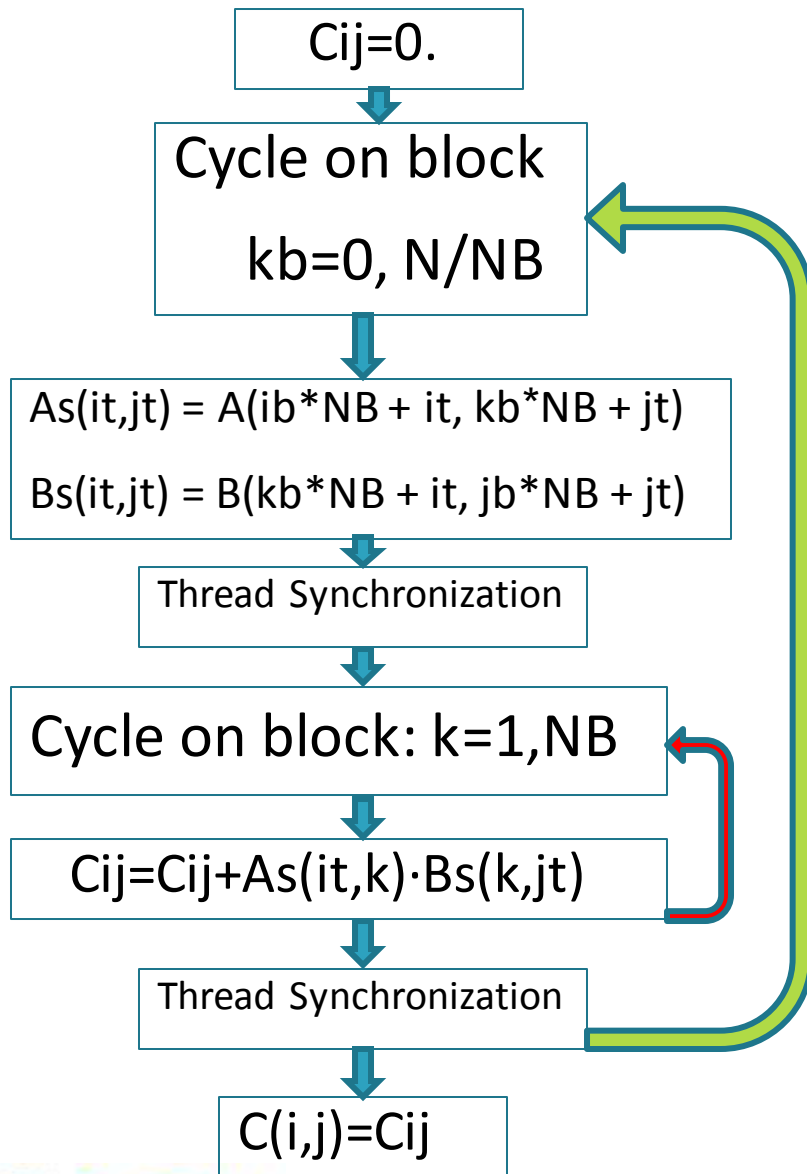 Cij=0.
Cycle on block
kb=0, N/NB
As(it,jt) = A(ib*NB + it, kb*NB + jt)
Bs(it,jt) = B(kb*NB + it, jb*NB + jt)
Thread Synchronization
Cycle on block: k=1,NB
Cij=Cij+As(it,k)·Bs(k,jt)
Thread Synchronization
C(i,j)=Cij